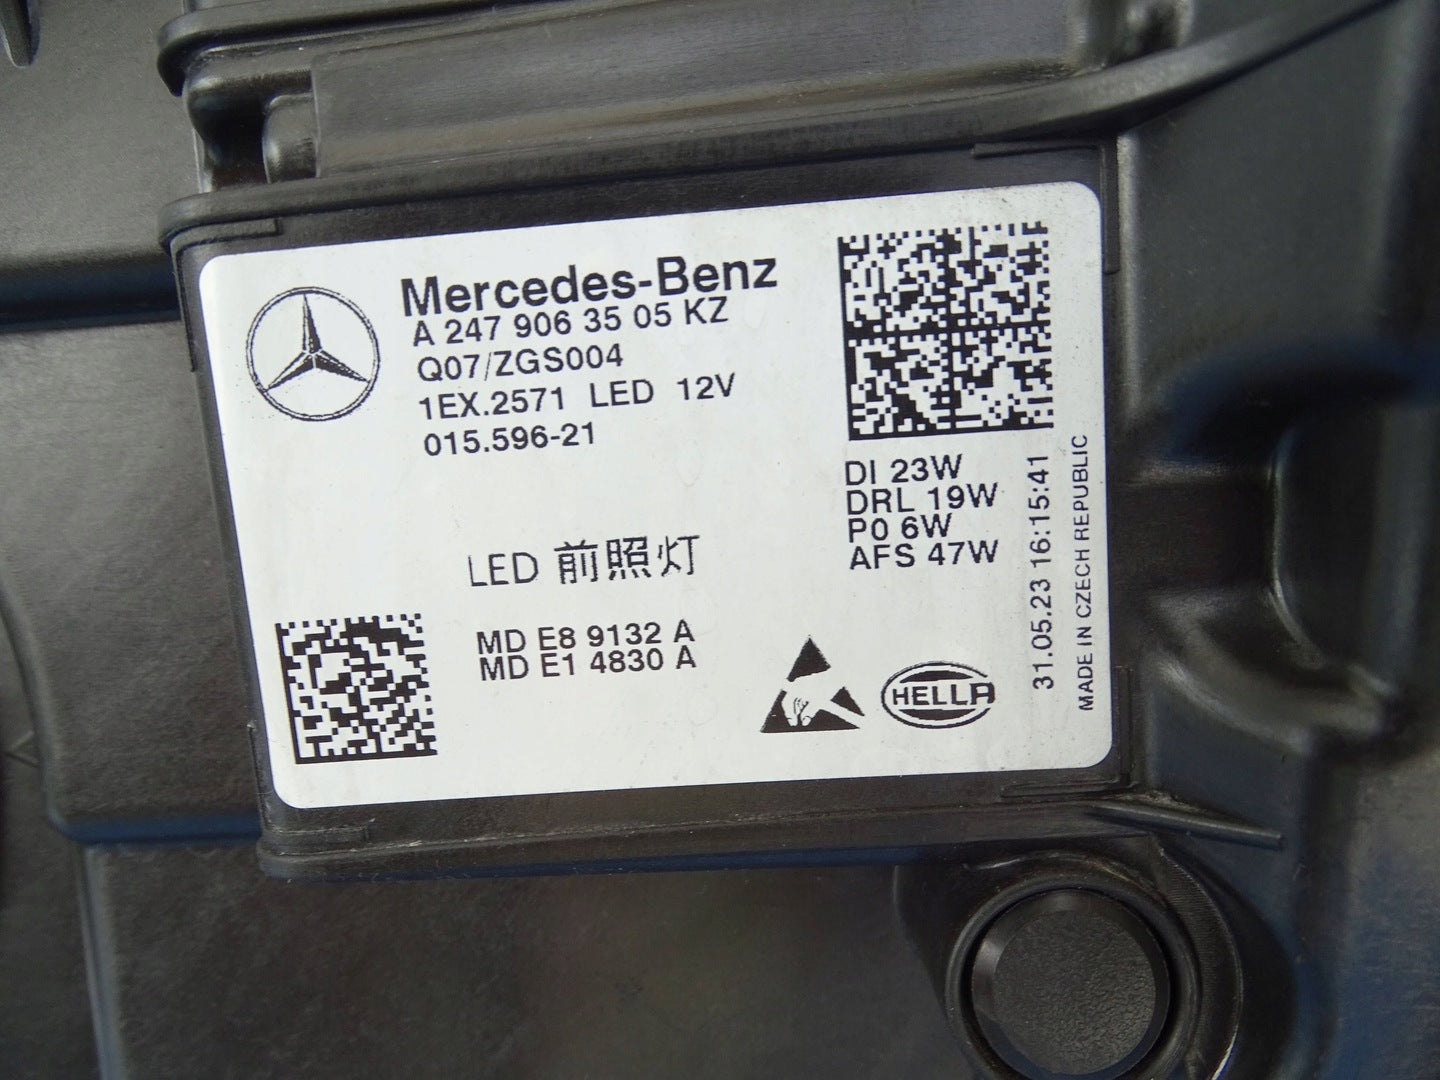 Mercedes-Benz
A 247 906 35 05 KZ
Q07/ZGS004
1EX.2571 LED 12V
015.596-21
DI 23W
DRL 19W
PO 6W
AFS 47W
31.05.23 16:15:41
MADE IN CZECH REPUBLIC
LED 前照灯
MD E8 9132 A
MD E1 4830 A
HELLA